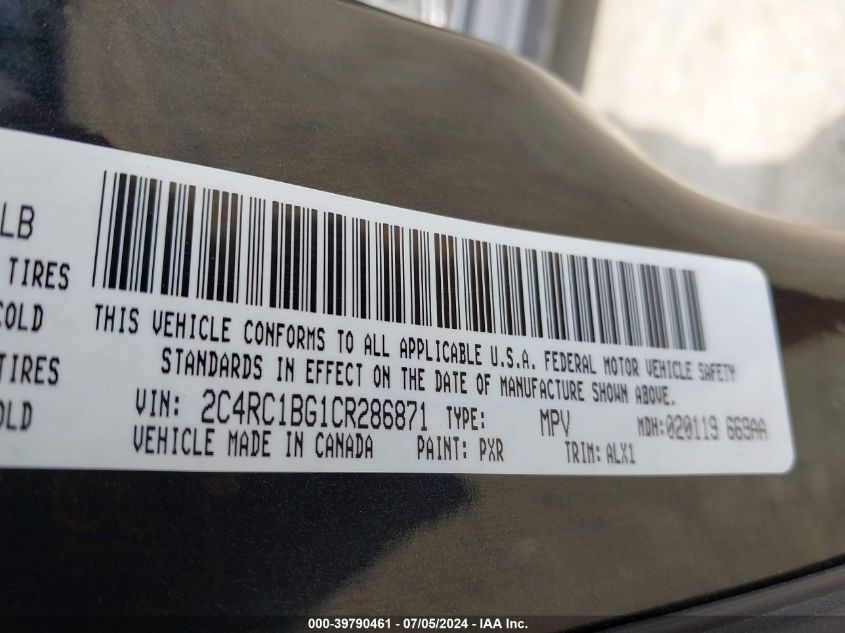 LB
TIRES
COLD
TIRES
OLD
THIS VEHICLE CONFORMS TO ALL APPLICABLE U.S.A. FEDERAL MOTOR VEHICLE SAFETY
STANDARDS IN EFFECT ON THE DATE OF MANUFACTURE SHOWN ABOVE.
VIN: 2C4RC1BG1CR286871 TYPE: MPV MDH:020119 669AA
VEHICLE MADE IN CANADA PAINT: PXR TRIM: ALX1
000-39790461 - 07/05/2024 - IAA Inc.